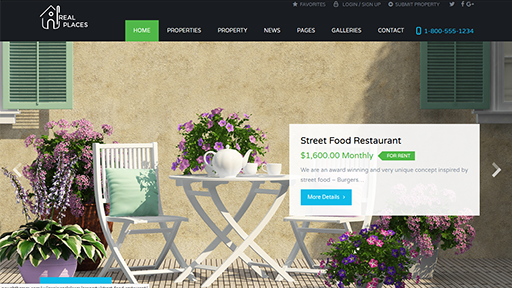 REAL
PLACES
FAVORITES
LOGIN / SIGN UP
SUBMIT PROPERTY
HOME
PROPERTIES
PROPERTY
NEWS
PAGES
GALLERIES
CONTACT
1-800-555-1234
Street Food Restaurant
$1,600.00 Monthly
FOR RENT
We are an award winning and very unique concept inspired by
street food – Burgers...
More Details